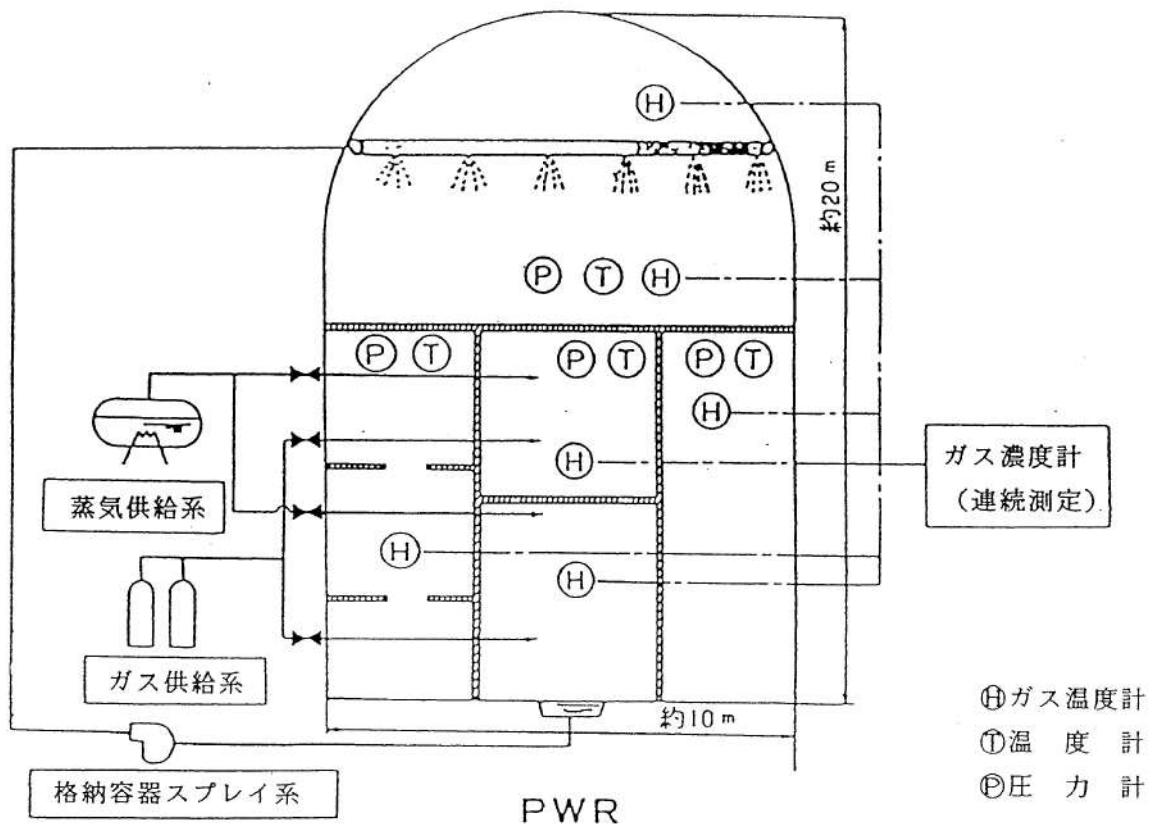 H
約20m
P T H
P T
P T
P T
H
H
ガス濃度計
（連続測定）
蒸気供給系
H
H
ガス供給系
約10m
格納容器スプレイ系
Hガス温度計
T温度計
P圧力計
PWR